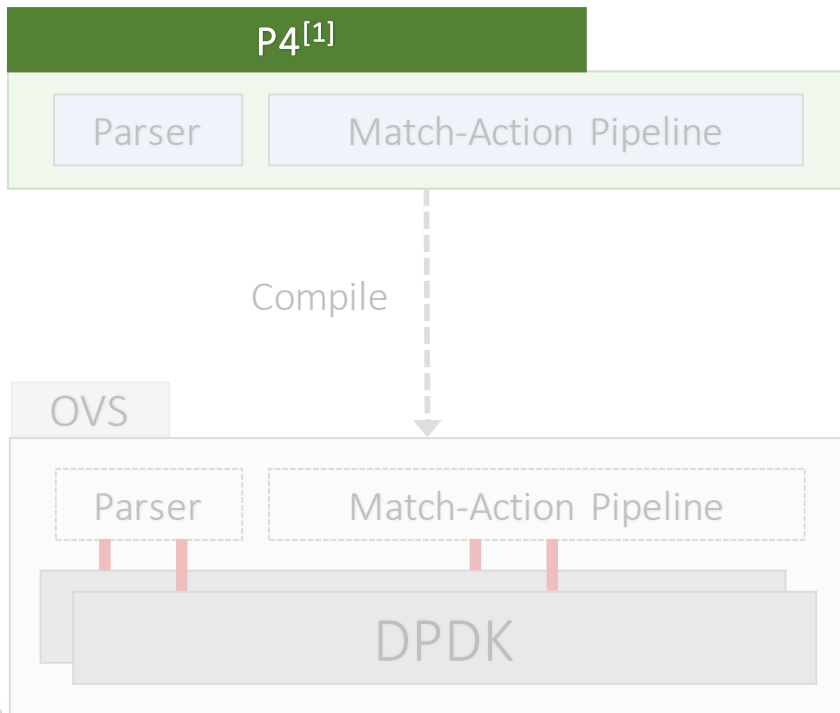 P4[1]
Parser
Match-Action Pipeline
Compile
OVS
Parser
Match-Action Pipeline
DPDK